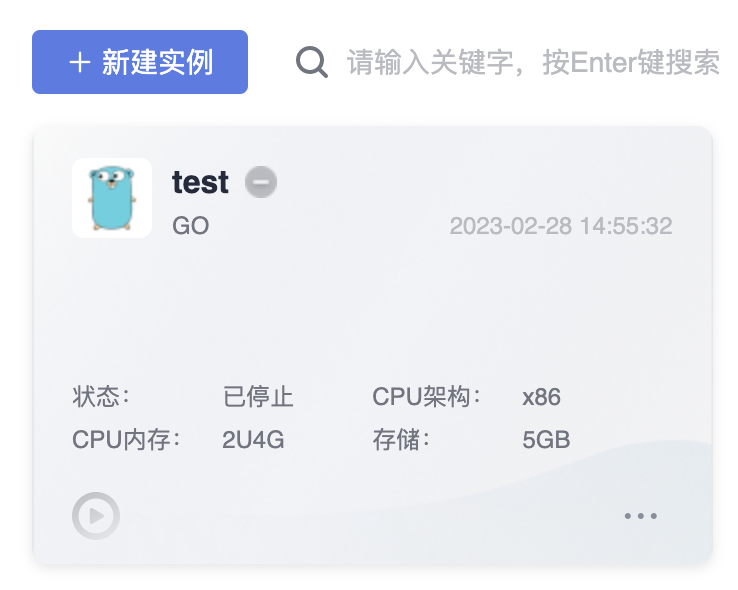 ＋ 新建实例 请输入关键字，按Enter键搜索
test
GO 2023-02-28 14:55:32
状态： 已停止 CPU架构： x86
CPU内存： 2U4G 存储： 5GB